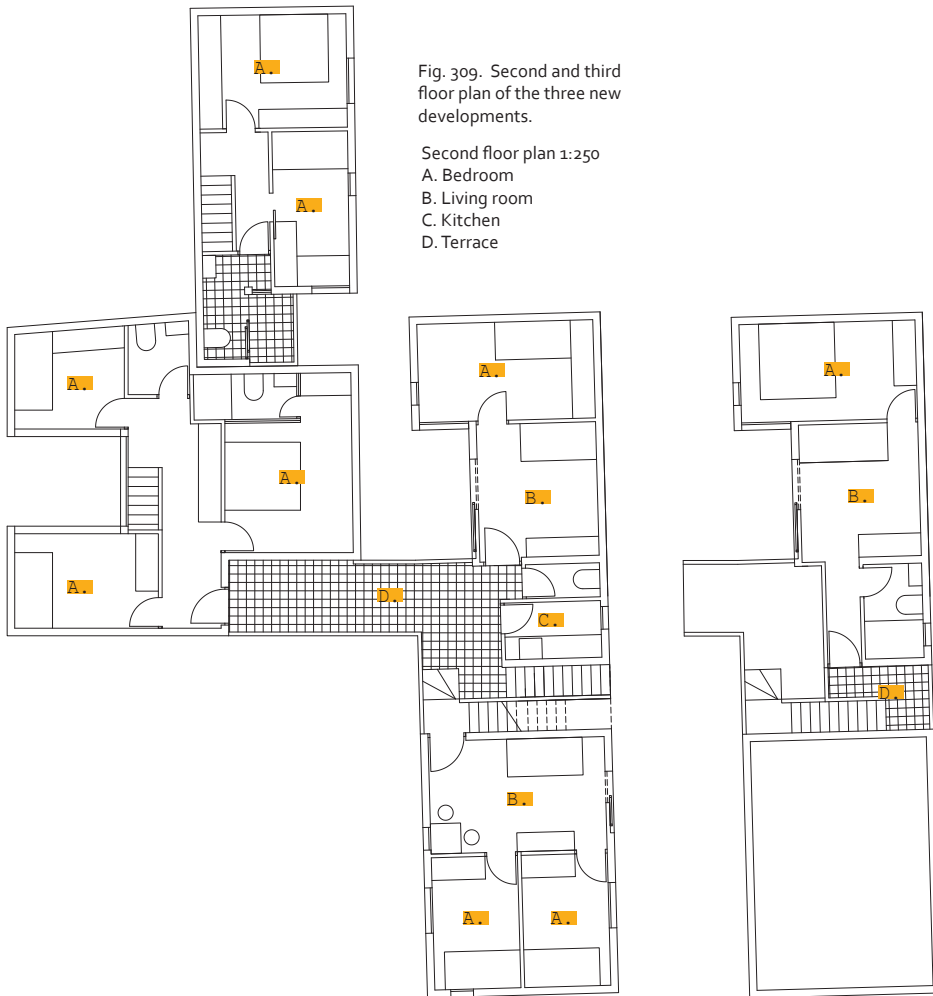 A.
Fig. 309. Second and third
floor plan of the three new
developments.
Second floor plan 1:250
A. Bedroom
B. Living room
C. Kitchen
D. Terrace
A.
A.
A.
A.
A.
B.
A.
B.
A.
D.
C.
D.
B.
A.
A.